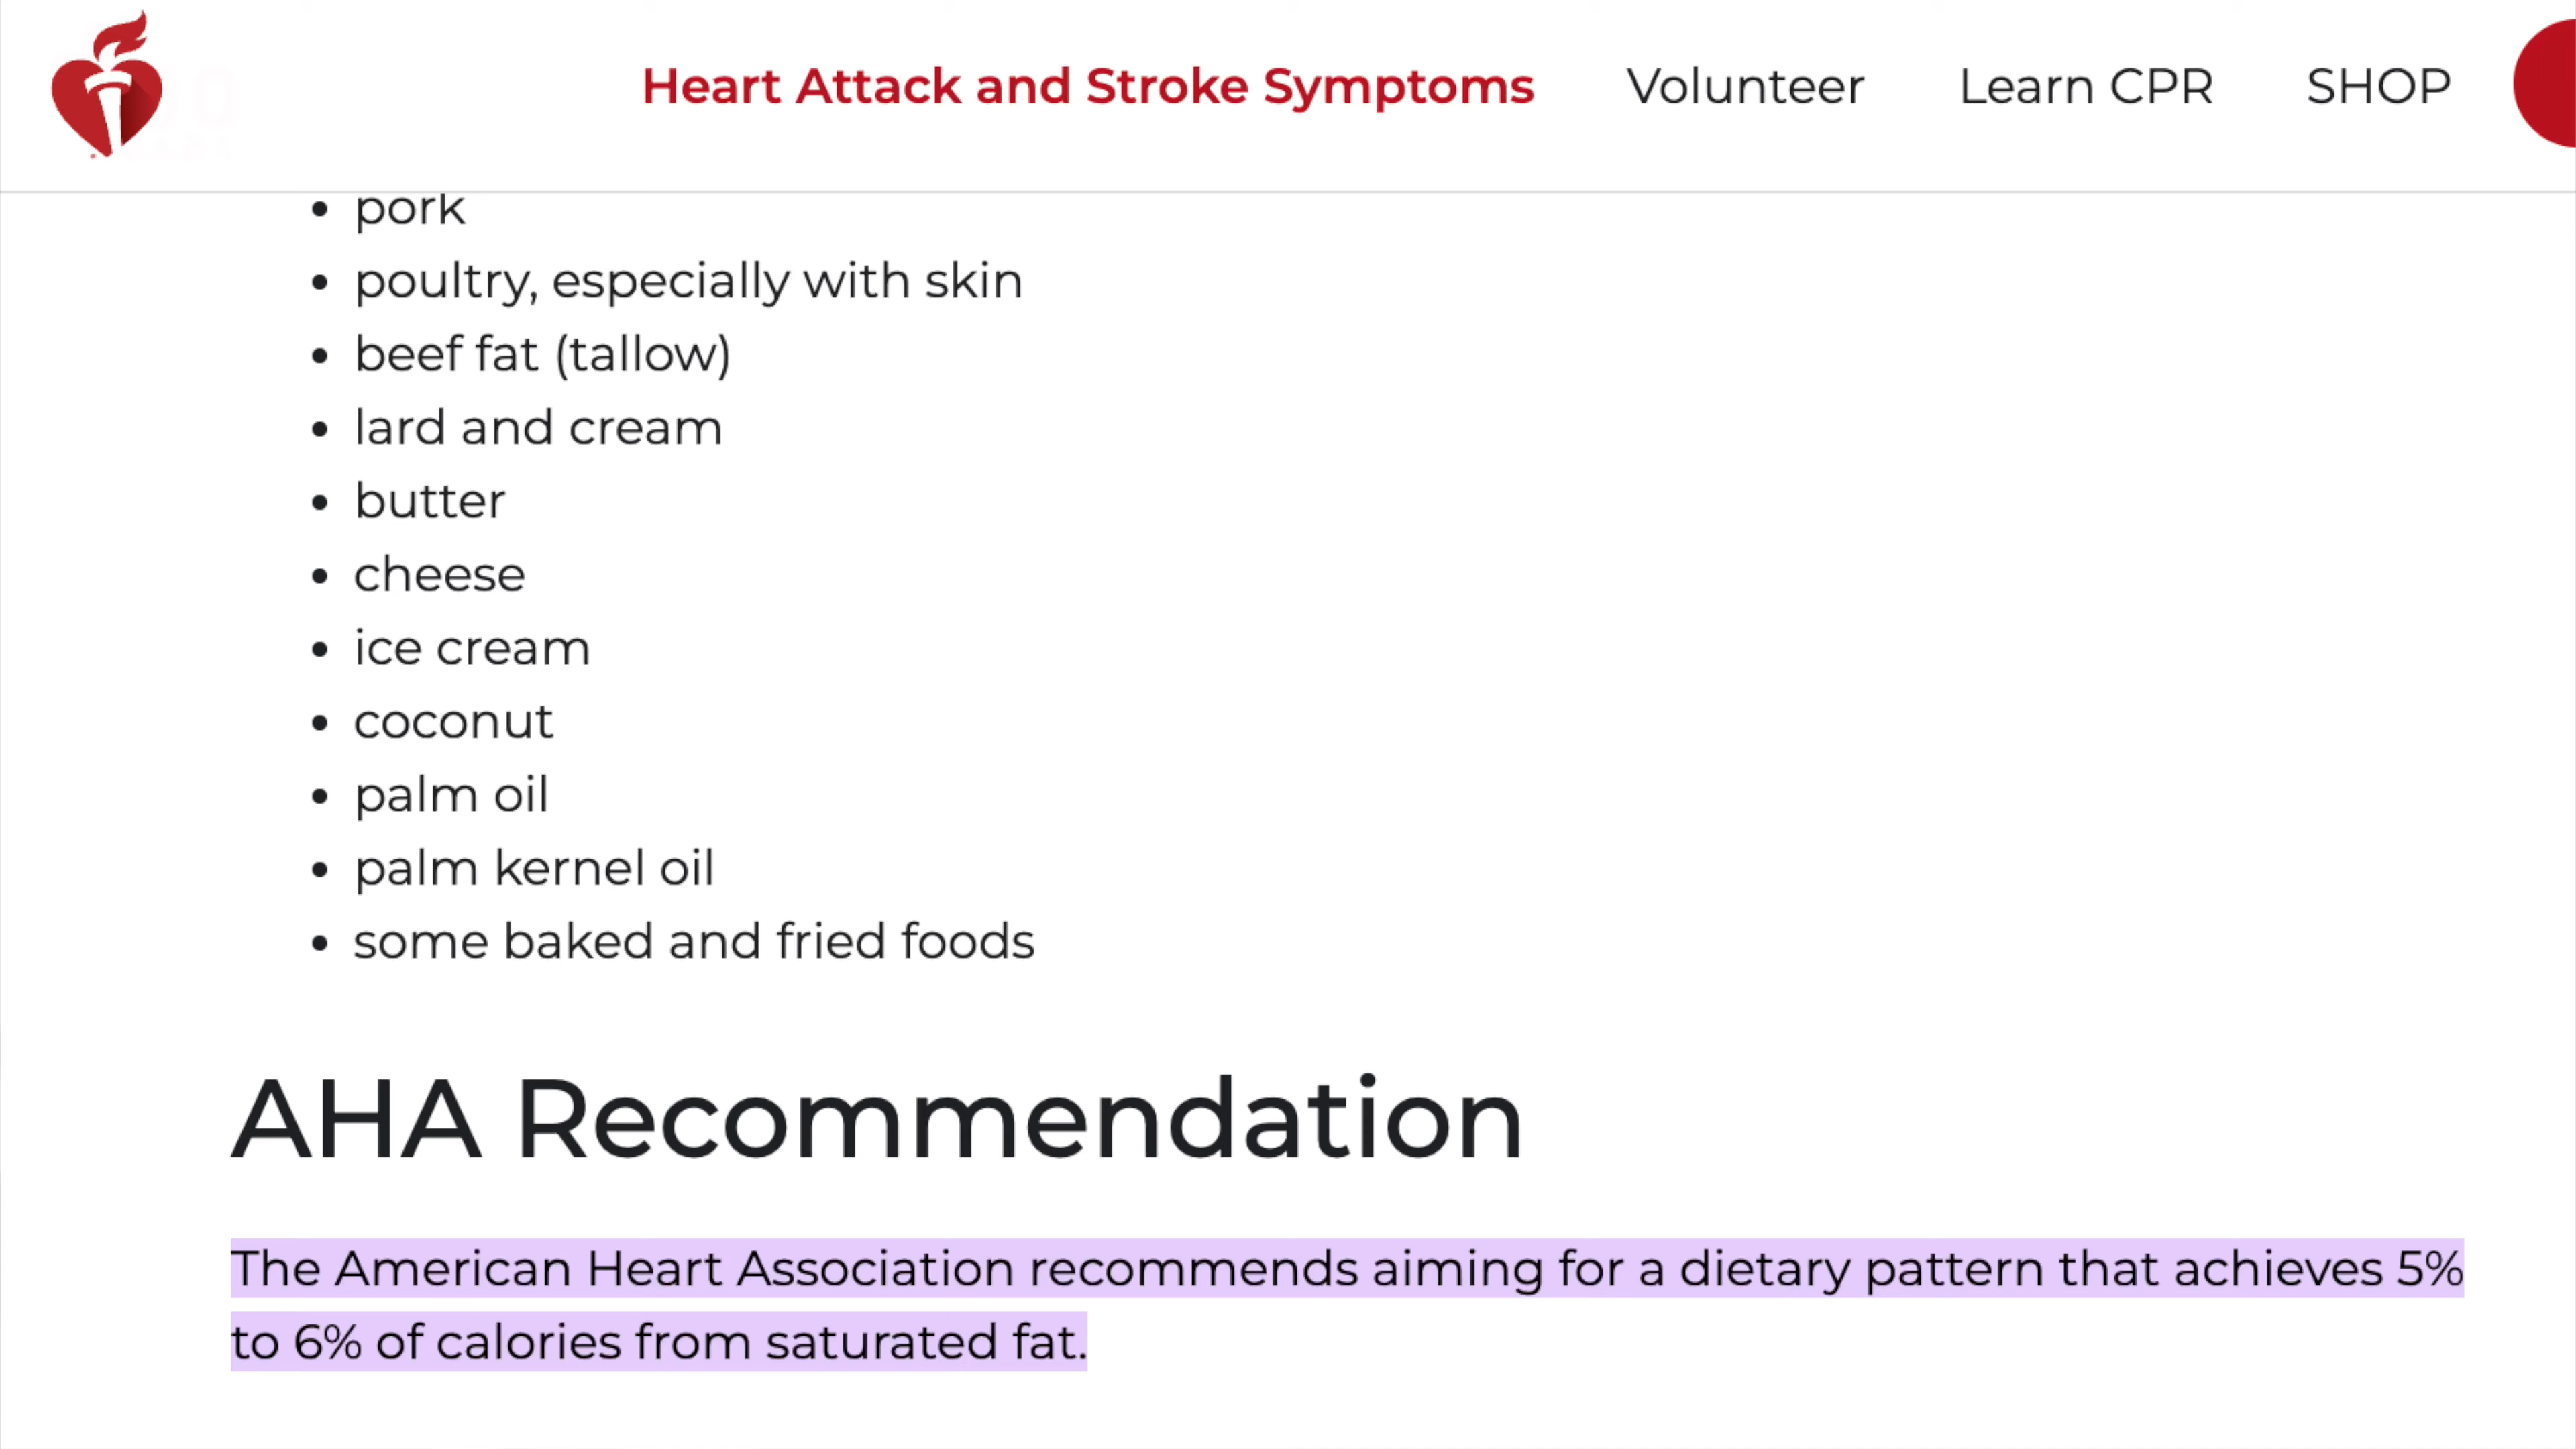 Heart Attack and Stroke Symptoms Volunteer Learn CPR SHOP
• pork
• poultry, especially with skin
• beef fat (tallow)
• lard and cream
• butter
• cheese
• ice cream
• coconut
• palm oil
• palm kernel oil
• some baked and fried foods
AHA Recommendation
The American Heart Association recommends aiming for a dietary pattern that achieves 5%
to 6% of calories from saturated fat.